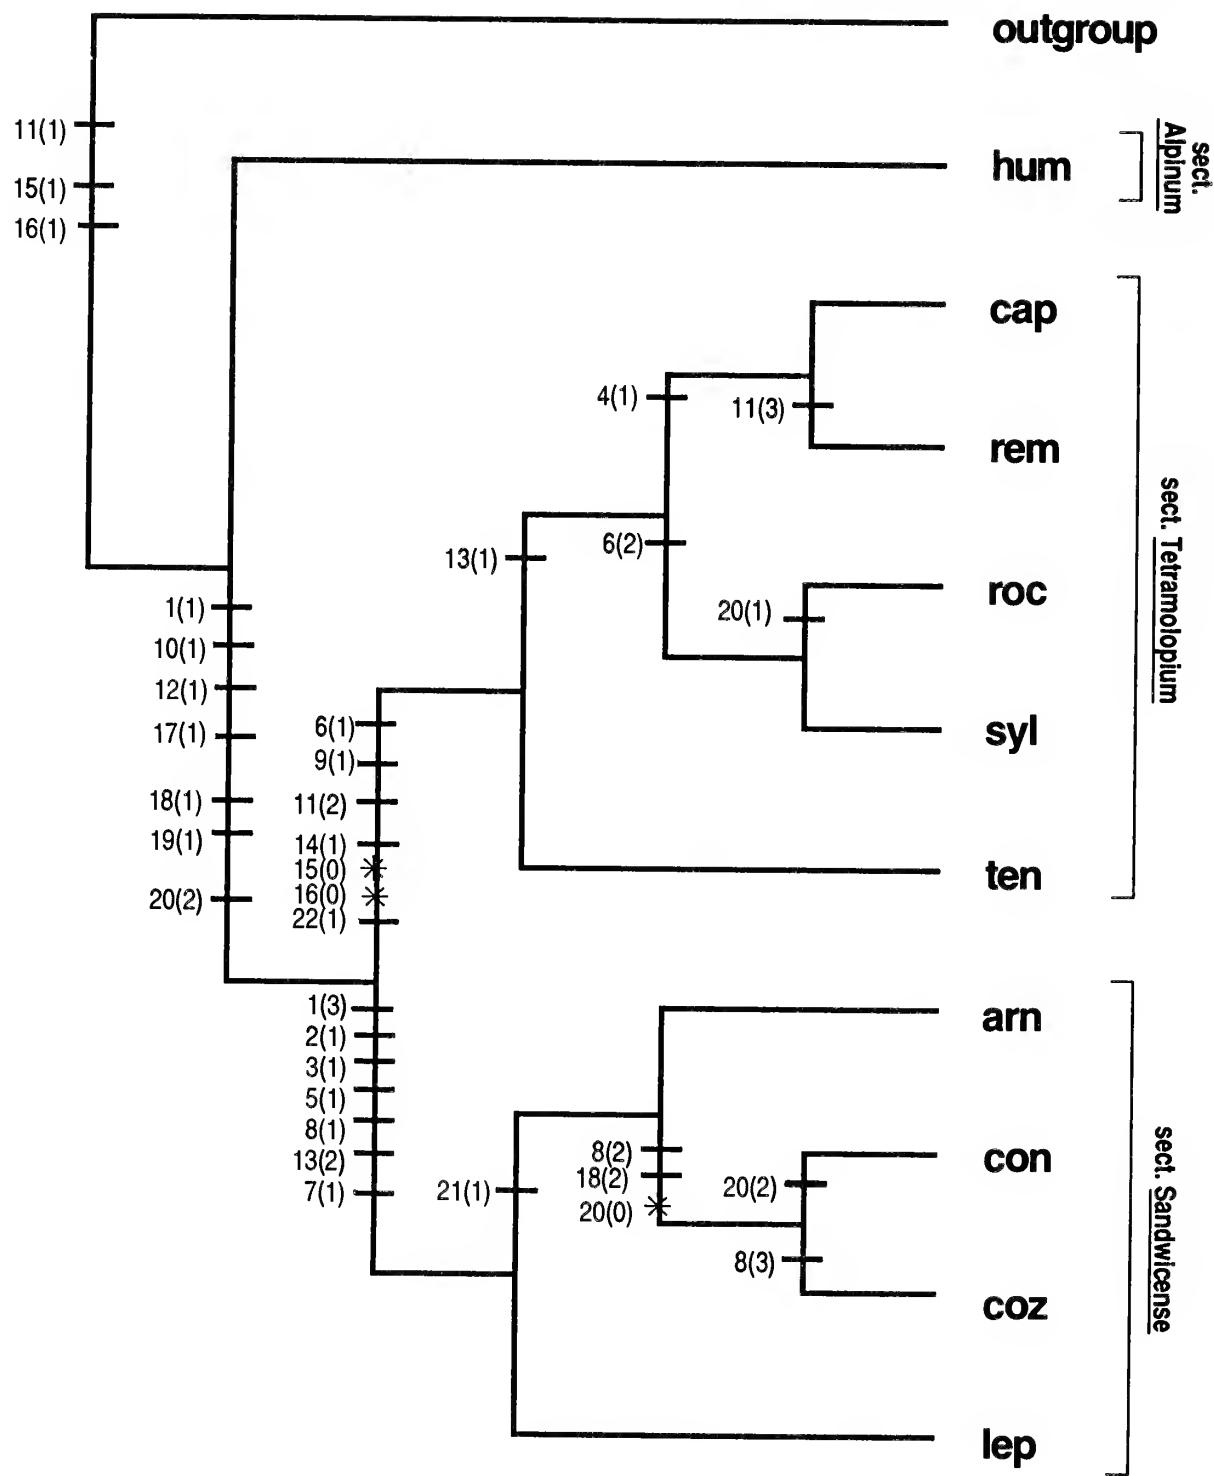 outgroup
11(1)
15(1)
16(1)
hum
sect.
Alpinum
cap
4(1)
11(3)
rem
13(1)
6(2)
roc
20(1)
syl
ten
sect. Tetramolopium
1(1)
10(1)
12(1)
17(1)
18(1)
19(1)
20(2)
6(1)
9(1)
11(2)
14(1)
15(0)
16(0)
22(1)
1(3)
2(1)
3(1)
5(1)
8(1)
13(2)
7(1)
21(1)
arn
8(2)
18(2)
20(0)
con
20(2)
8(3)
coz
lep
sect. Sandwicense